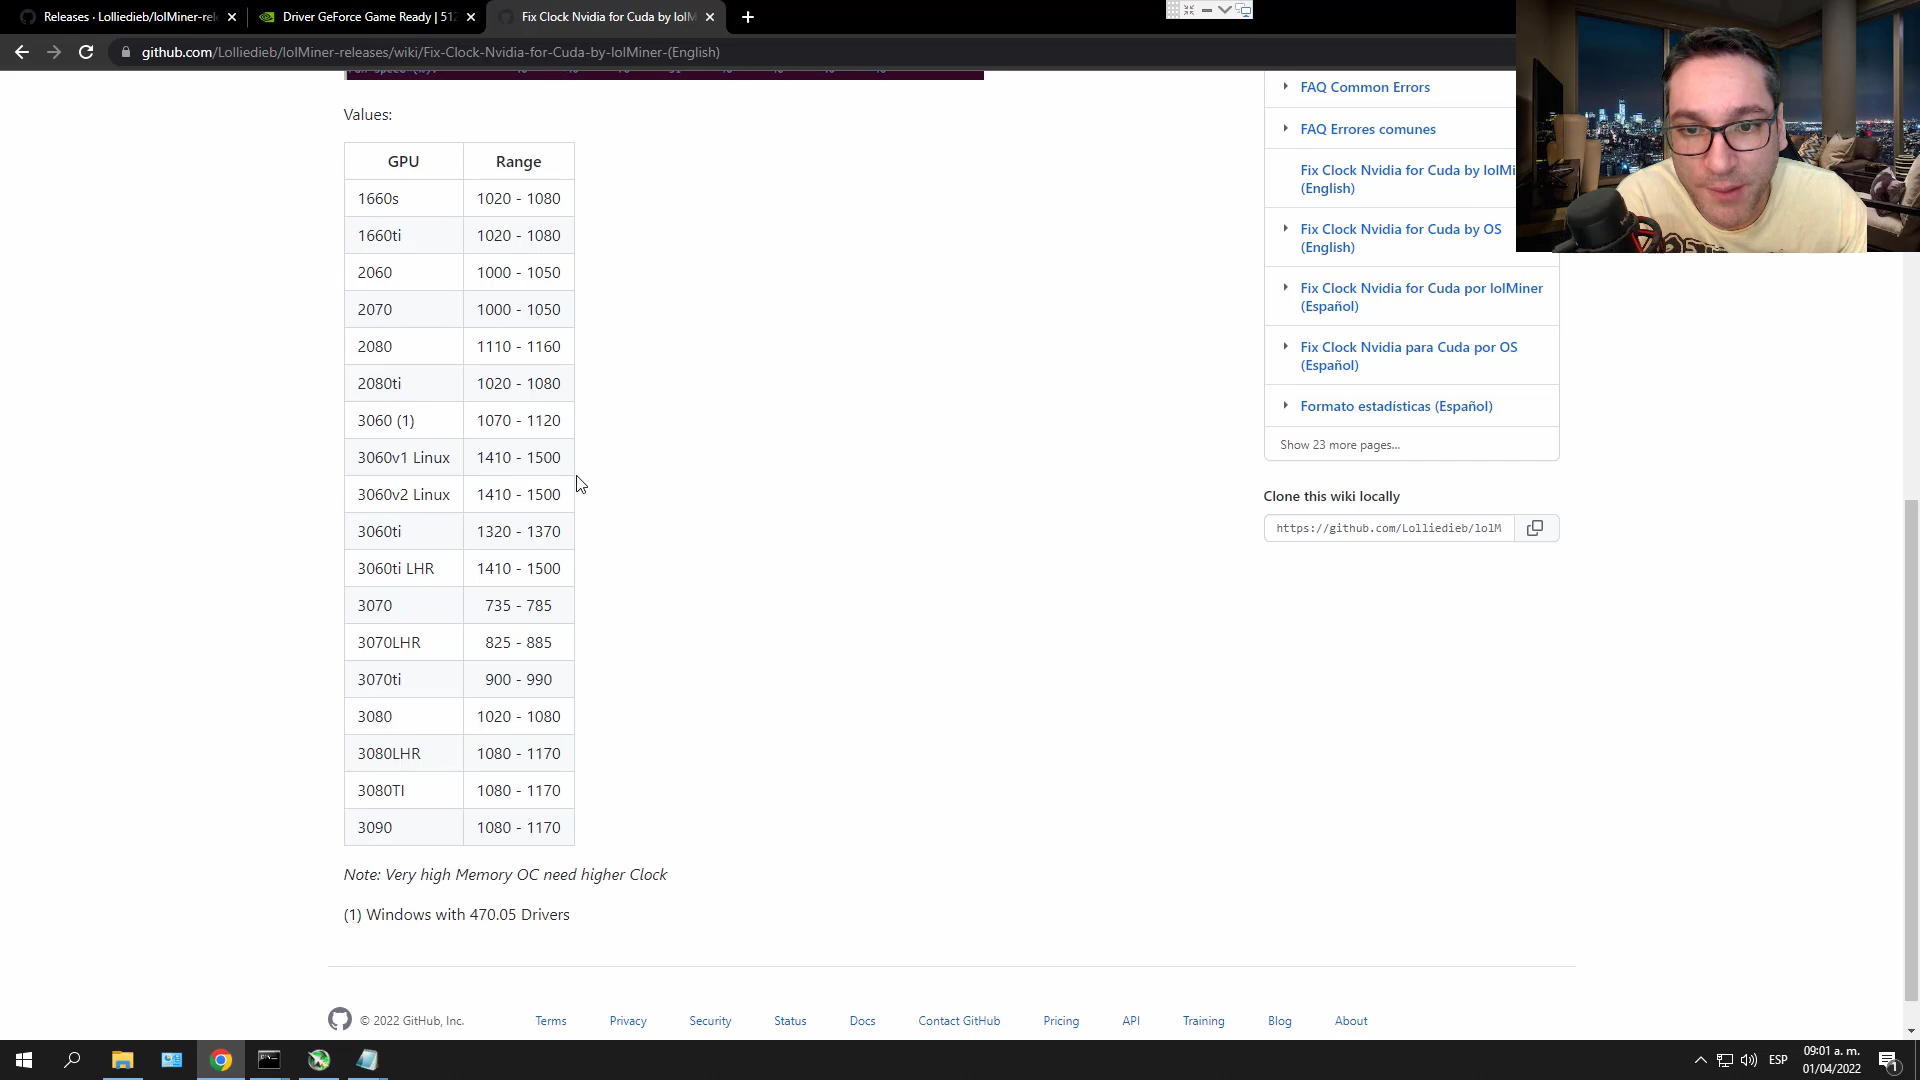 Releases · Lolliedieb/lolMiner-rel
Driver GeForce Game Ready | 512
Fix Clock Nvidia for Cuda by lolM
github.com/Lolliedieb/lolMiner-releases/wiki/Fix-Clock-Nvidia-for-Cuda-by-lolMiner-(English)
Values:
GPU Range
1660s 1020 - 1080
1660ti 1020 - 1080
2060 1000 - 1050
2070 1000 - 1050
2080 1110 - 1160
2080ti 1020 - 1080
3060 (1) 1070 - 1120
3060v1 Linux 1410 - 1500
3060v2 Linux 1410 - 1500
3060ti 1320 - 1370
3060ti LHR 1410 - 1500
3070 735 - 785
3070LHR 825 - 885
3070ti 900 - 990
3080 1020 - 1080
3080LHR 1080 - 1170
3080TI 1080 - 1170
3090 1080 - 1170
Note: Very high Memory OC need higher Clock
(1) Windows with 470.05 Drivers
FAQ Common Errors
FAQ Errores comunes
Fix Clock Nvidia for Cuda by lolMi
(English)
Fix Clock Nvidia for Cuda by OS
(English)
Fix Clock Nvidia for Cuda por lolMiner
(Español)
Fix Clock Nvidia para Cuda por OS
(Español)
Formato estadísticas (Español)
Show 23 more pages...
Clone this wiki locally
https://github.com/Lolliedieb/lolM
© 2022 GitHub, Inc.
Terms
Privacy
Security
Status
Docs
Contact GitHub
Pricing
API
Training
Blog
About
ESP
09:01 a. m.
01/04/2022
1